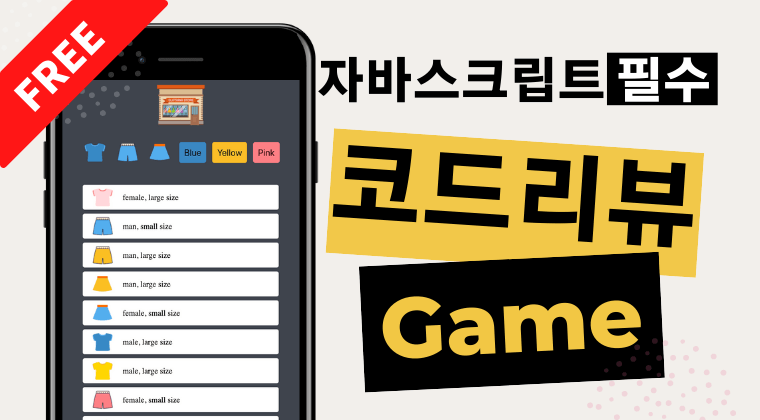 FREE
자바스크립트 필수
코드리뷰
Game
Blue Yellow Pink
female, large size
man, small size
man, large size
man, large size
female, small size
male, large size
male, large size
female, small size